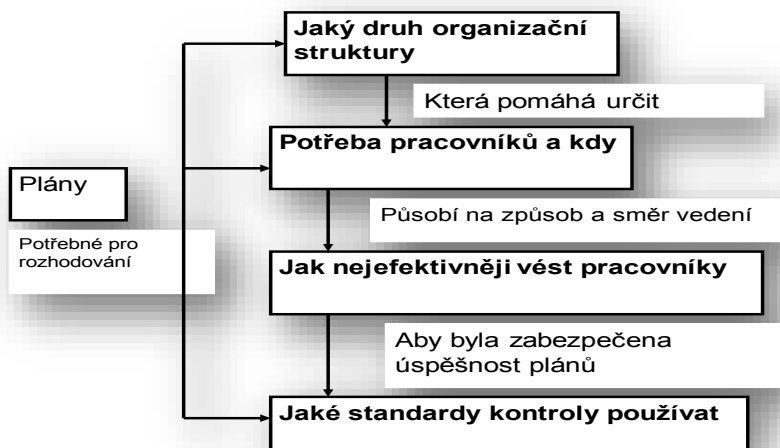 Jaký druh organizační
struktury
Která pomáhá určit
Potřeba pracovníků a kdy
Plány
Působí na způsob a směr vedení
Potřebné pro
rozhodování
Jak nejefektivněji vést pracovníky
Aby byla zabezpečena
úspěšnost plánů
Jaké standardy kontroly používat